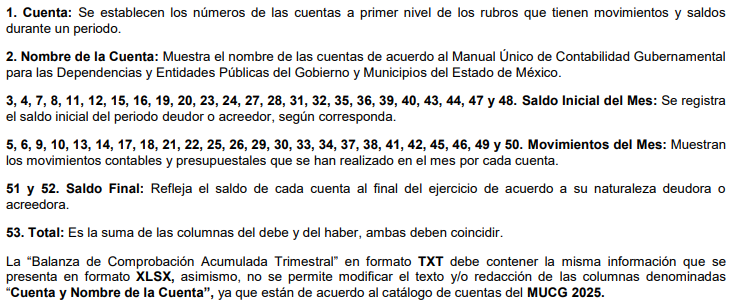 1. Cuenta: Se establecen los números de las cuentas a primer nivel de los rubros que tienen movimientos y saldos
durante un periodo.
2. Nombre de la Cuenta: Muestra el nombre de las cuentas de acuerdo al Manual Único de Contabilidad Gubernamental
para las Dependencias y Entidades Públicas del Gobierno y Municipios del Estado de México.
3, 4, 7, 8, 11, 12, 15, 16, 19, 20, 23, 24, 27, 28, 31, 32, 35, 36, 39, 40, 43, 44, 47 y 48. Saldo Inicial del Mes: Se registra
el saldo inicial del periodo deudor o acreedor, según corresponda.
5, 6, 9, 10, 13, 14, 17, 18, 21, 22, 25, 26, 29, 30, 33, 34, 37, 38, 41, 42, 45, 46, 49 y 50. Movimientos del Mes: Muestran
los movimientos contables y presupuestales que se han realizado en el mes por cada cuenta.
51 y 52. Saldo Final: Refleja el saldo de cada cuenta al final del ejercicio de acuerdo a su naturaleza deudora o
acreedora.
53. Total: Es la suma de las columnas del debe y del haber, ambas deben coincidir.
La “Balanza de Comprobación Acumulada Trimestral” en formato TXT debe contener la misma información que se
presenta en formato XLSX, asimismo, no se permite modificar el texto y/o redacción de las columnas denominadas
“Cuenta y Nombre de la Cuenta”, ya que están de acuerdo al catálogo de cuentas del MUCG 2025.